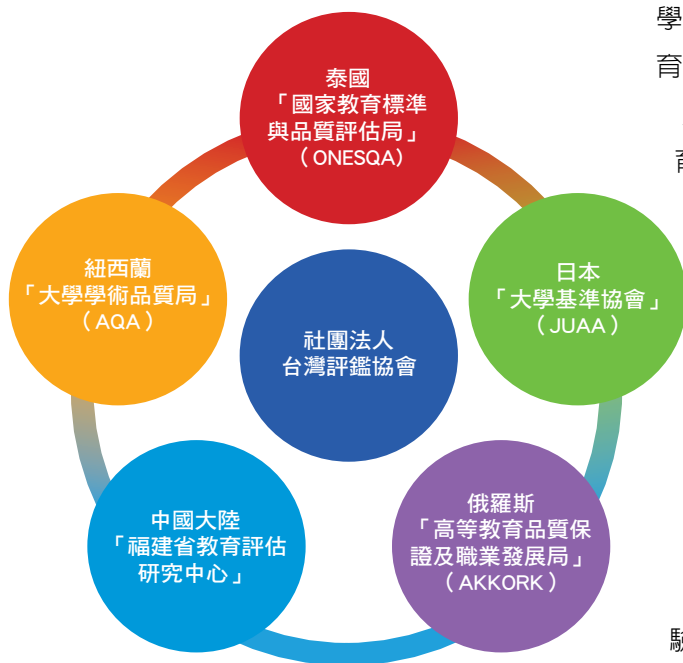 學
育
泰國
「國家教育標準
與品質評估局」
（ONESQA）
紐西蘭
「大學學術品質局」
（AQA）
日本
「大學基準協會」
（JUAA）
社團法人
台灣評鑑協會
中國大陸
「福建省教育評估
研究中心」
俄羅斯
「高等教育品質保
證及職業發展局」
（AKKORK）